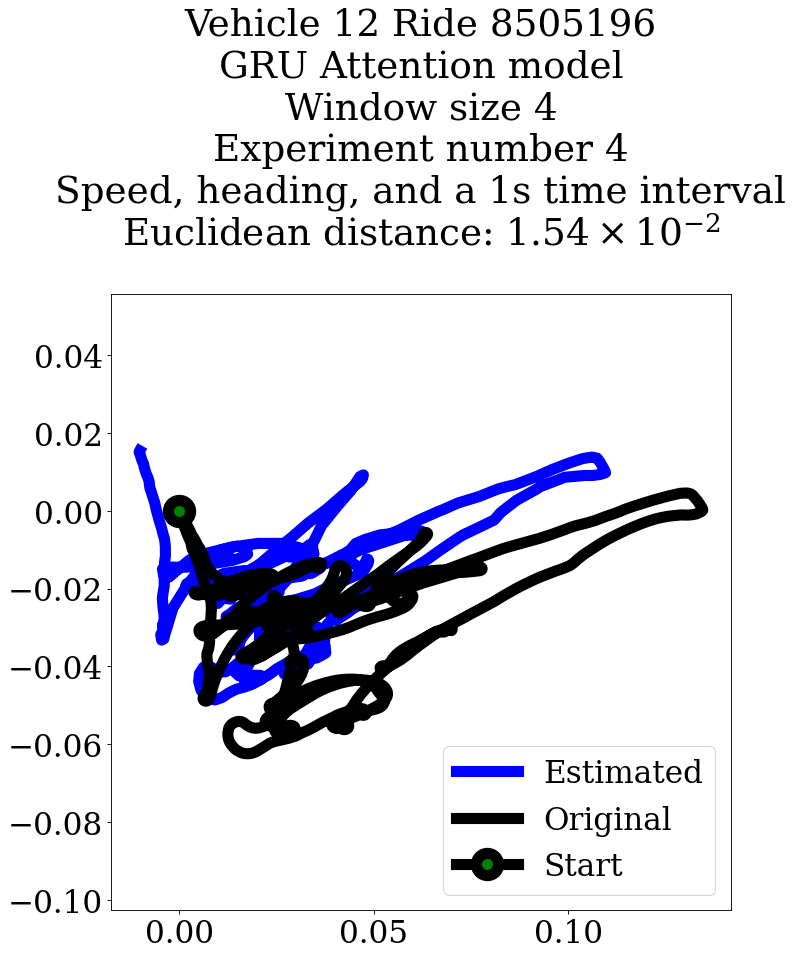 Vehicle 12 Ride 8505196
GRU Attention model
Window size 4
Experiment number 4
Speed, heading, and a 1s time interval
Euclidean distance: 1.54 × 10⁻²
0.04
0.02
0.00
−0.02
−0.04
−0.06
−0.08
−0.10
0.00 0.05 0.10
Estimated
Original
Start